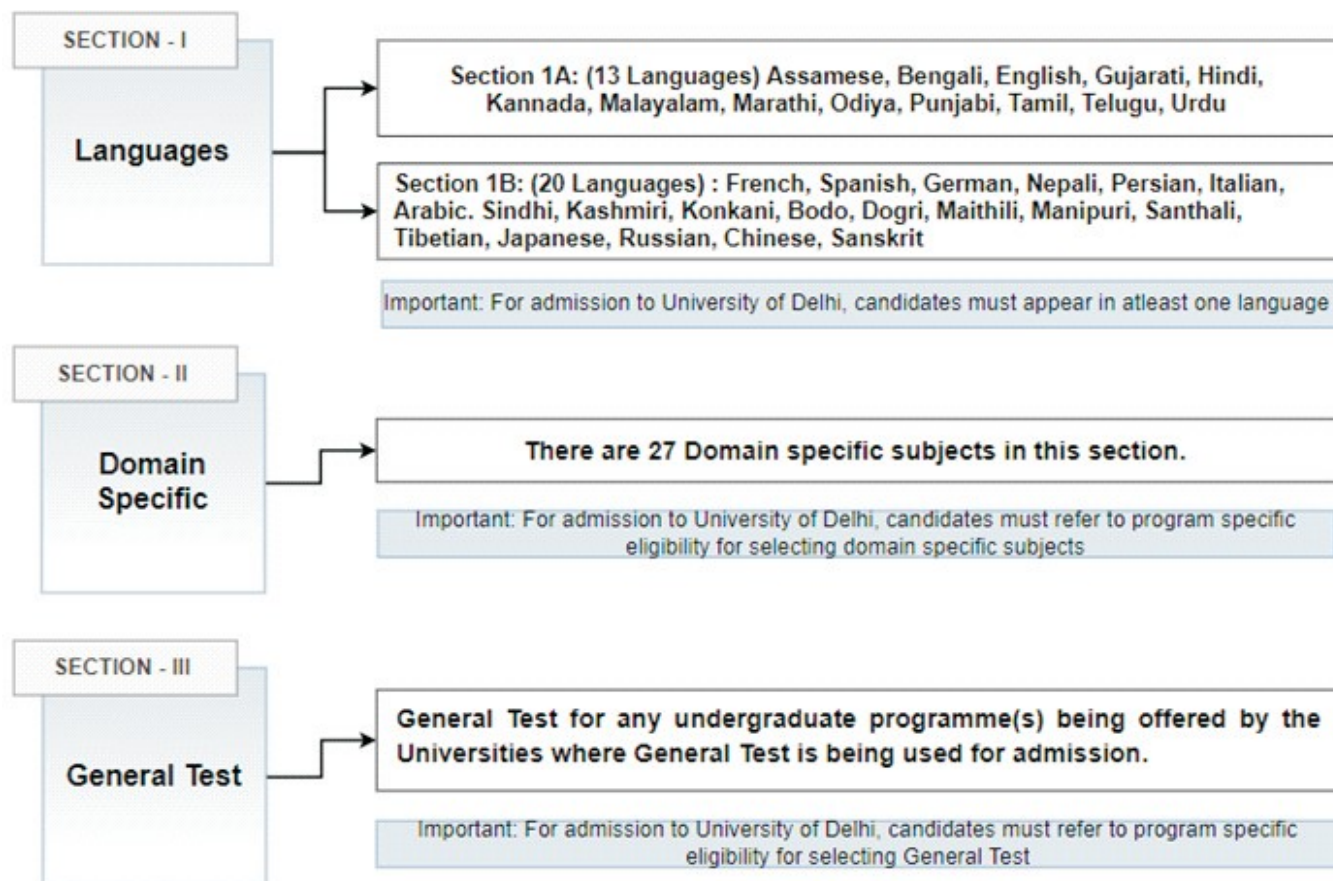 SECTION - I
Languages
Section 1A: (13 Languages) Assamese, Bengali, English, Gujarati, Hindi,
Kannada, Malayalam, Marathi, Odiya, Punjabi, Tamil, Telugu, Urdu
Section 1B: (20 Languages) : French, Spanish, German, Nepali, Persian, Italian,
Arabic. Sindhi, Kashmiri, Konkani, Bodo, Dogri, Maithili, Manipuri, Santhali,
Tibetian, Japanese, Russian, Chinese, Sanskrit
Important: For admission to University of Delhi, candidates must appear in atleast one language
SECTION - II
Domain
Specific
There are 27 Domain specific subjects in this section.
Important: For admission to University of Delhi, candidates must refer to program specific
eligibility for selecting domain specific subjects
SECTION - III
General Test
General Test for any undergraduate programme(s) being offered by the
Universities where General Test is being used for admission.
Important: For admission to University of Delhi, candidates must refer to program specific
eligibility for selecting General Test